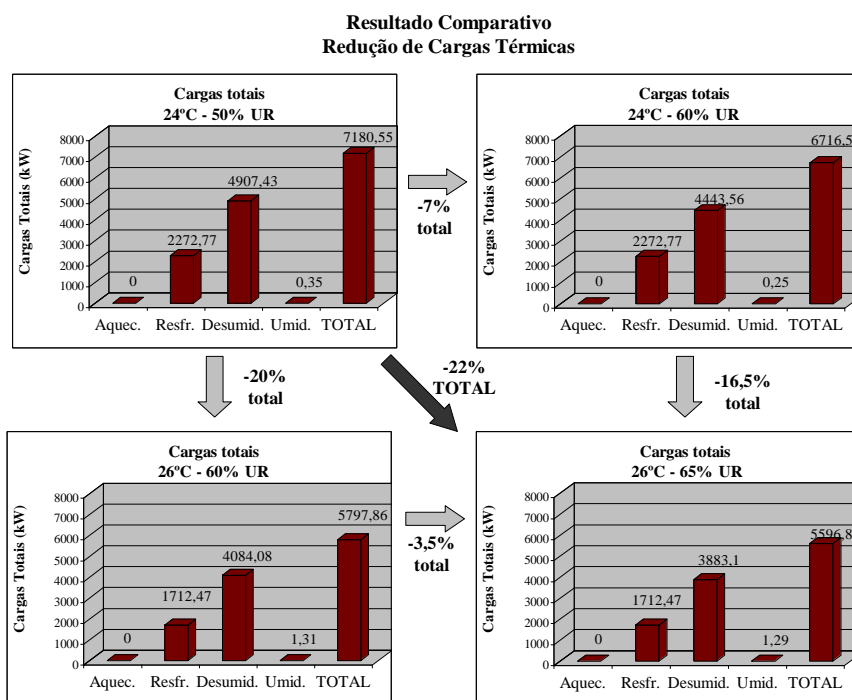 Resultado Comparativo
Redução de Cargas Térmicas
Cargas totais
24ºC - 50% UR
Cargas Totais (kW)
8000
7000
6000
5000
4000
3000
2000
1000
0
0
2272,77
4907,43
0,35
7180,55
Aquec. Resfr. Desumid. Umid. TOTAL
-7%
total
Cargas totais
24ºC - 60% UR
Cargas Totais (kW)
8000
7000
6000
5000
4000
3000
2000
1000
0
0
2272,77
4443,56
0,25
6716,5
Aquec. Resfr. Desumid. Umid. TOTAL
-20%
total
-22%
TOTAL
-16,5%
total
Cargas totais
26ºC - 60% UR
Cargas Totais (kW)
8000
7000
6000
5000
4000
3000
2000
1000
0
0
1712,47
4084,08
1,31
5797,86
Aquec. Resfr. Desumid. Umid. TOTAL
-3,5%
total
Cargas totais
26ºC - 65% UR
Cargas Totais (kW)
8000
7000
6000
5000
4000
3000
2000
1000
0
0
1712,47
3883,1
1,29
5596,8
Aquec. Resfr. Desumid. Umid. TOTAL